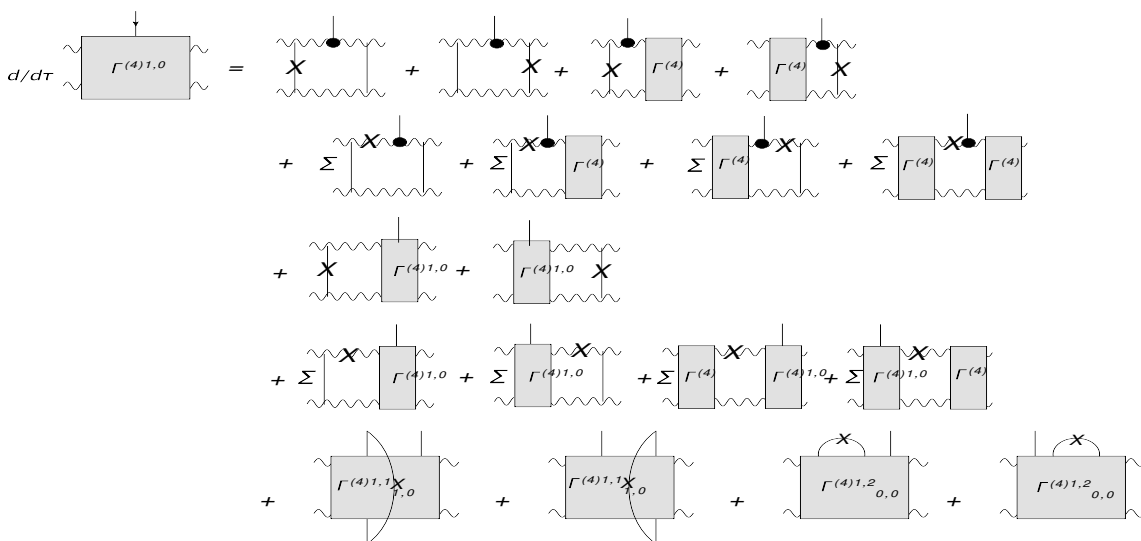 d/dτ Γ(4)1,0 = X + X + X Γ(4) + Γ(4) X
+ Σ X + Σ X Γ(4) + Σ Γ(4) X + Σ Γ(4) X Γ(4)
+ X Γ(4)1,0 + Γ(4)1,0 X
+ Σ X Γ(4)1,0 + Σ Γ(4)1,0 X + Σ Γ(4) X Γ(4)1,0 + Σ Γ(4)1,0 X Γ(4)
+ Γ(4)1,1 1,0 X + Γ(4)1,1 1,0 X + X Γ(4)1,2 0,0 + X Γ(4)1,2 0,0